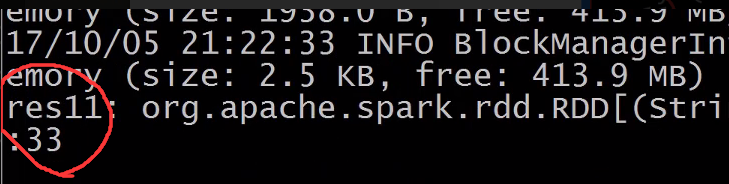 emory (size: 1938.0 B, free: 413.9 MB
17/10/05 21:22:33 INFO BlockManagerIn
emory (size: 2.5 KB, free: 413.9 MB)
res11: org.apache.spark.rdd.RDD[(Stri
:33